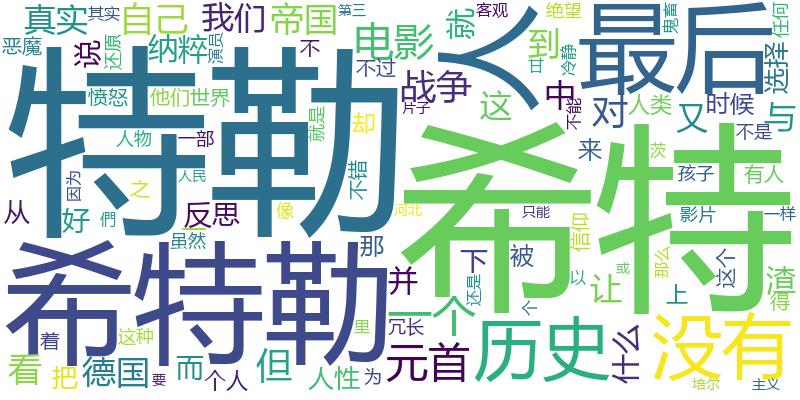 真实 其实 自己 我们 帝国 第三 电影 就 客观 绝望 鬼畜 任何
恶魔 还原 说 纳粹 演员 不 到 冷静 最后 选择
愤怒 他们 世界 不过 战争 人 中 不能 人类 时候 与
特勒 人物 一部 就是 却 片子 这 对 又 不是
因为 人民 之 不错 希特 来 茨 孩子 有人
从 好 們 一 反思 像 河北 只能 信仰 影片 一样
虽然 那 下 被 那么 这个 渣
希特勒 并 还是 个 以 让 或 上 得
着 这种 里 冗长 一个 历史 什么 没有
看 把 德国 要 而 个人 但 人性 为 元首 培尔 主义